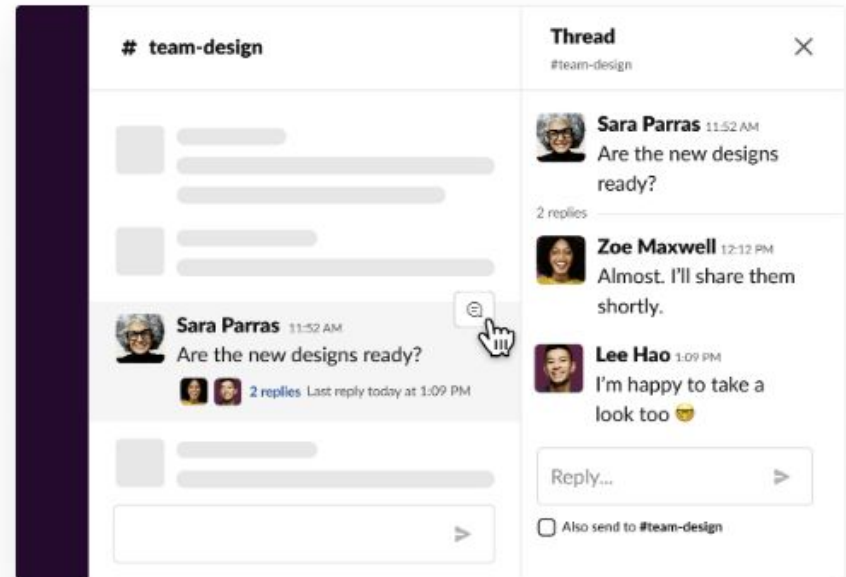 # team-design
Sara Parras 11:52 AM
Are the new designs ready?
2 replies Last reply today at 1:09 PM
Thread
#team-design
Sara Parras 11:52 AM
Are the new designs
ready?
2 replies
Zoe Maxwell 12:12 PM
Almost. I'll share them
shortly.
Lee Hao 1:09 PM
I'm happy to take a
look too 🤓
Reply...
Also send to #team-design